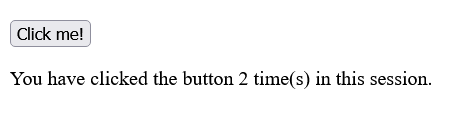 Click me!
You have clicked the button 2 time(s) in this session.